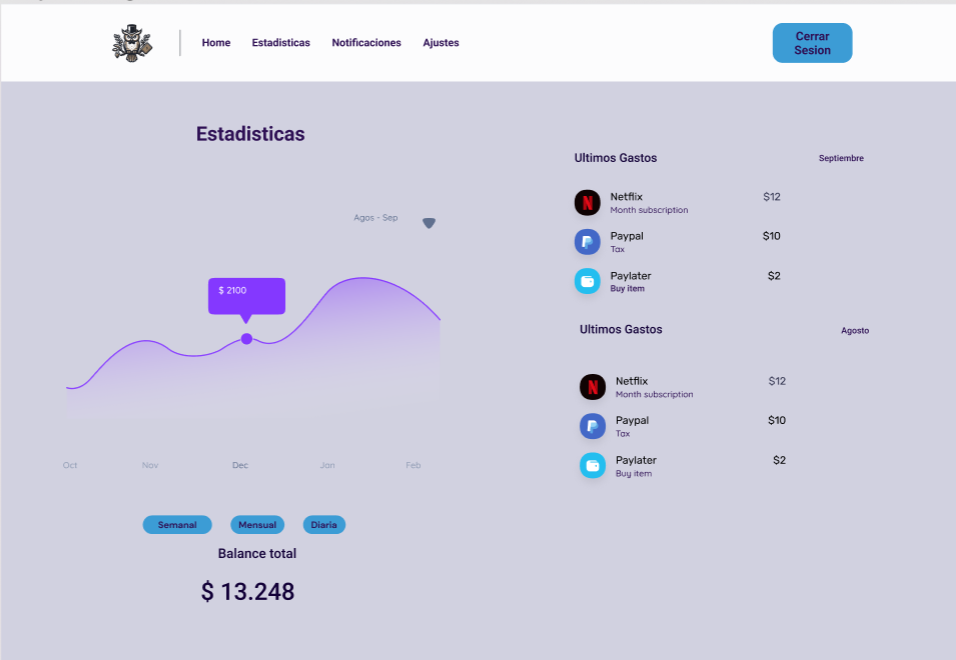 Home Estadisticas Notificaciones Ajustes
Cerrar
Sesion
Estadisticas
Agos - Sep
$ 2100
Oct Nov Dec Jan Feb
Semanal Mensual Diaria
Balance total
$ 13.248
Ultimos Gastos Septiembre
Netflix $12
Month subscription
Paypal $10
Tax
Paylater $2
Buy item
Ultimos Gastos Agosto
Netflix $12
Month subscription
Paypal $10
Tax
Paylater $2
Buy item